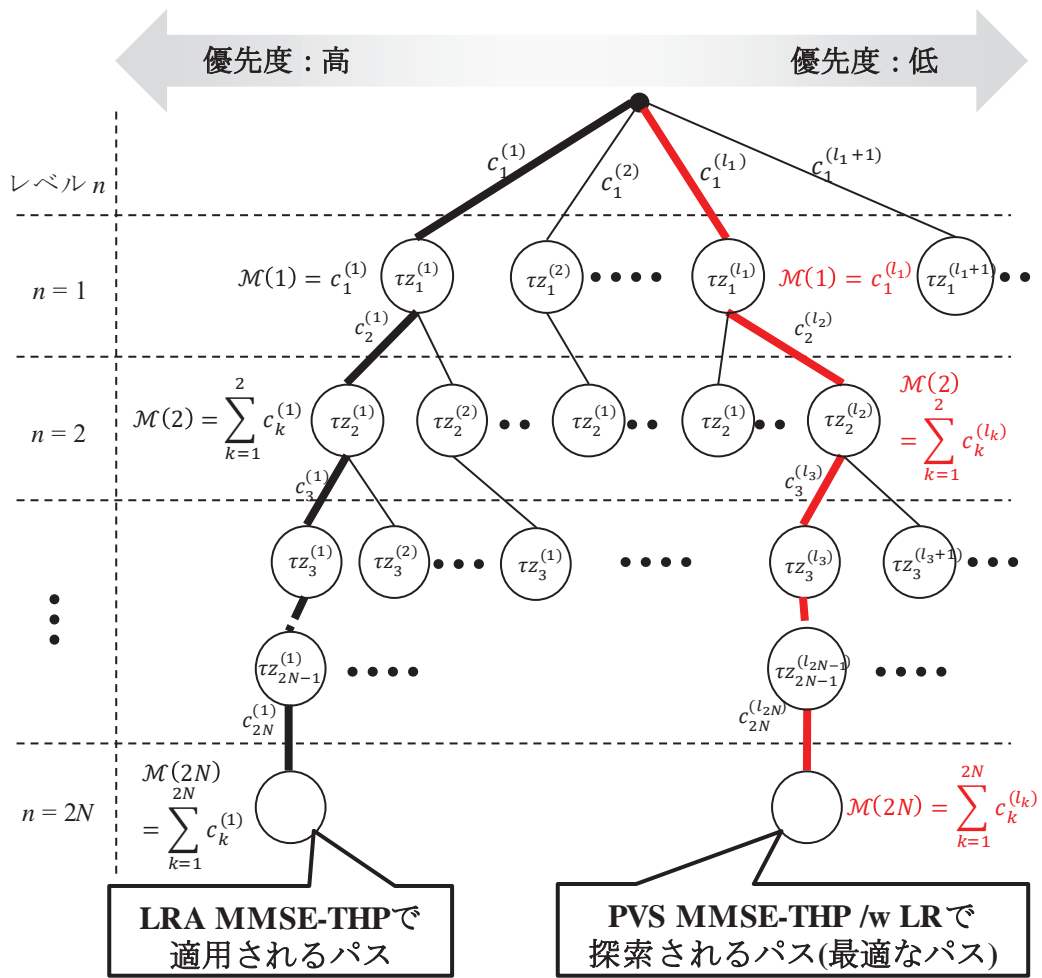 優先度：高 優先度：低
c_1^{(1)} c_1^{(2)} c_1^{(l_1)} c_1^{(l_1+1)}
レベル n
n = 1
ℳ(1) = c_1^{(1)} τz_1^{(1)} τz_1^{(2)} •••• τz_1^{(l_1)} ℳ(1) = c_1^{(l_1)} τz_1^{(l_1+1)} ••
c_2^{(1)} c_2^{(l_2)}
n = 2
ℳ(2) = \sum_{k=1}^{2} c_k^{(1)} τz_2^{(1)} τz_2^{(2)} •• τz_2^{(1)} •• τz_2^{(1)} •• τz_2^{(l_2)}
ℳ(2)
= \sum_{k=1}^{2} c_k^{(l_k)}
c_3^{(1)} c_3^{(l_3)}
τz_3^{(1)} τz_3^{(2)} ••• τz_3^{(1)} •••• τz_3^{(l_3)} τz_3^{(l_3+1)} •••
⋮
τz_{2N-1}^{(1)} •••• τz_{2N-1}^{(l_{2N-1})} ••••
c_{2N}^{(1)} c_{2N}^{(l_{2N})}
n = 2N
ℳ(2N)
= \sum_{k=1}^{2N} c_k^{(1)}
ℳ(2N) = \sum_{k=1}^{2N} c_k^{(l_k)}
LRA MMSE-THPで
適用されるパス
PVS MMSE-THP /w LRで
探索されるパス(最適なパス)